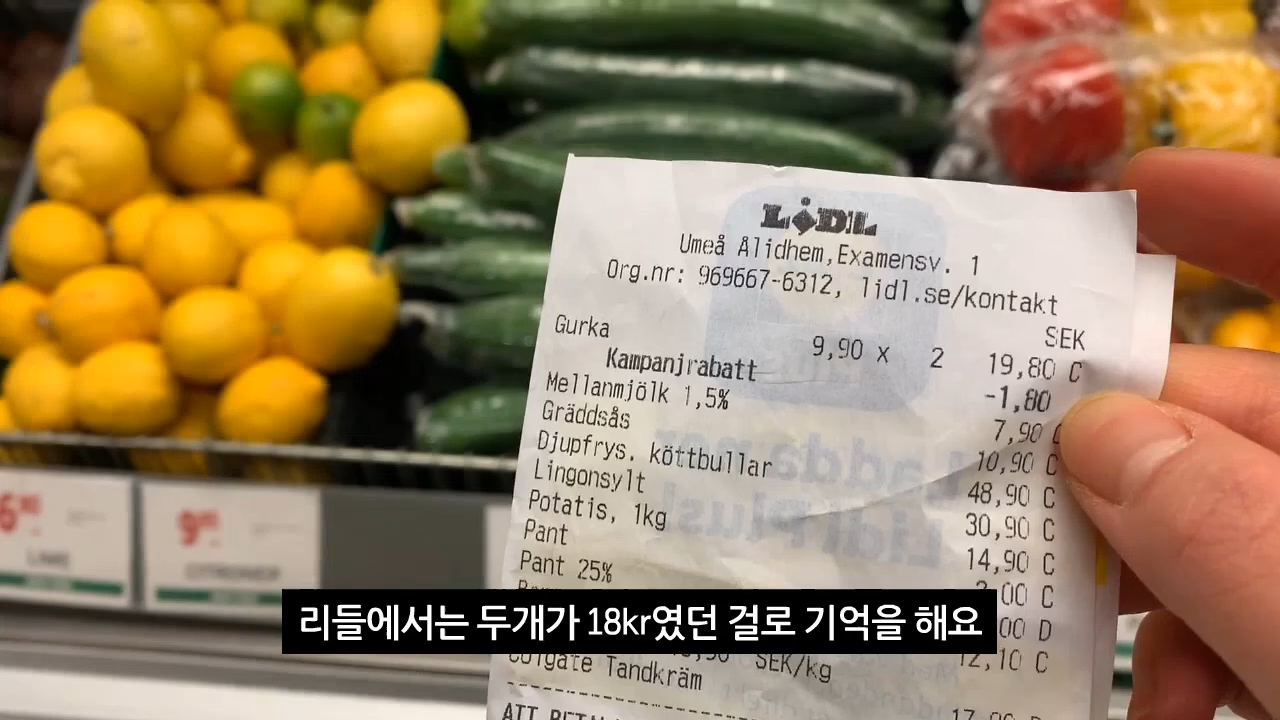 LIDL
Umeå Ålidhem,Examensv. 1
Org.nr: 969667-6312, lidl.se/kontakt
SEK
Gurka
9,90 x 2 19,80 C
Kampanjrabatt -1,80
Mellanmjölk 1,5% 7,90 C
Gräddsås 10,90 C
Djupfrys. köttbullar 48,90 C
Lingonsylt 30,90 C
Potatis, 1kg 14,90 C
Pant ,00 C
Pant 25% ,00 D
12,10 C
SEK/kg
Colgate Tandkräm
리들에서는 두개가 18kr였던 걸로 기억을 해요